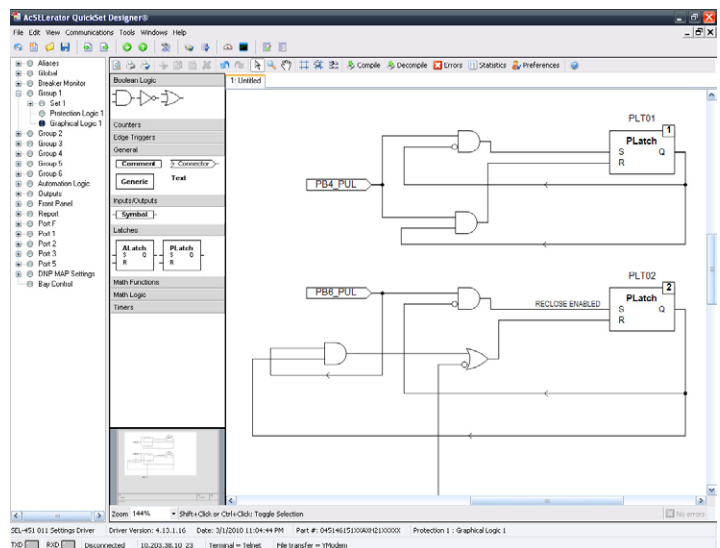 AcSELerator QuickSet Designer®
File Edit View Communications Tools Windows Help
Compile Decompile Errors Statistics Preferences
Aliases
Global
Breaker Monitor
Group 1
Set 1
Protection Logic 1
Graphical Logic 1
Group 2
Group 3
Group 4
Group 5
Group 6
Automation Logic
Outputs
Front Panel
Report
Port F
Port 1
Port 2
Port 3
Port 5
DNP MAP Settings
Bay Control
Boolean Logic
Counters
Edge Triggers
General
Comment Connector
Generic Text
Inputs/Outputs
Symbol
Latches
ALatch PLatch
S Q S Q
R R
Math Functions
Math Logic
Timers
1: Untitled
PLT01
1
PLatch
S Q
R
PB4_PUL
PLT02
2
PB6_PUL
RECLOSE ENABLED
PLatch
S Q
R
Zoom 144% Shift+Click or Ctrl+Click: Toggle Selection No errors
SEL-451 011 Settings Driver Driver Version: 4.13.1.16 Date: 3/1/2010 11:04:44 PM Protection 1 : Graphical Logic 1
TXD RXD Disconnected 10.203.38.10 23 Terminal = Telnet File transfer = YModem